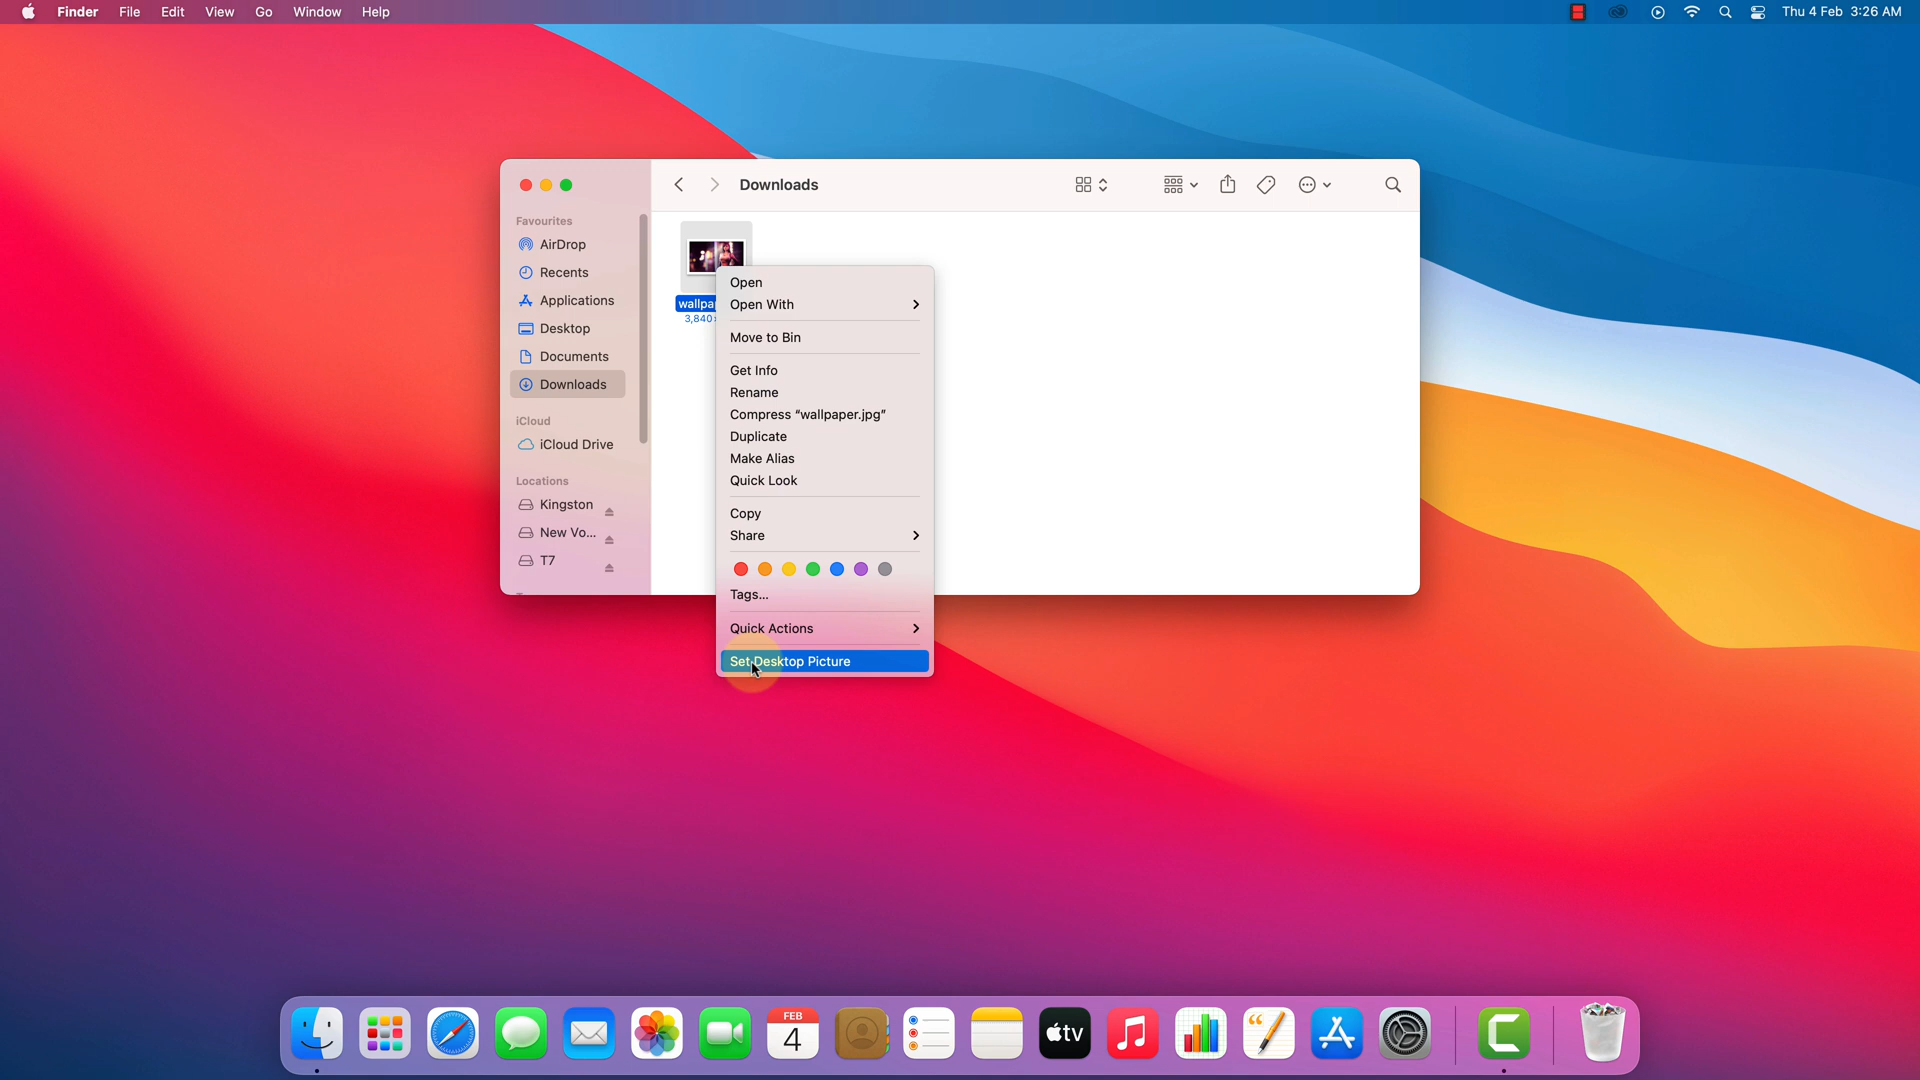 Finder File Edit View Go Window Help Thu 4 Feb 3:26 AM
Downloads
Favourites
AirDrop
Recents
Applications
Desktop
Documents
Downloads
iCloud
iCloud Drive
Locations
Kingston
New Vo...
T7
wallpa
3,840
Open
Open With
Move to Bin
Get Info
Rename
Compress “wallpaper.jpg”
Duplicate
Make Alias
Quick Look
Copy
Share
Tags...
Quick Actions
Set Desktop Picture
FEB
4
tv